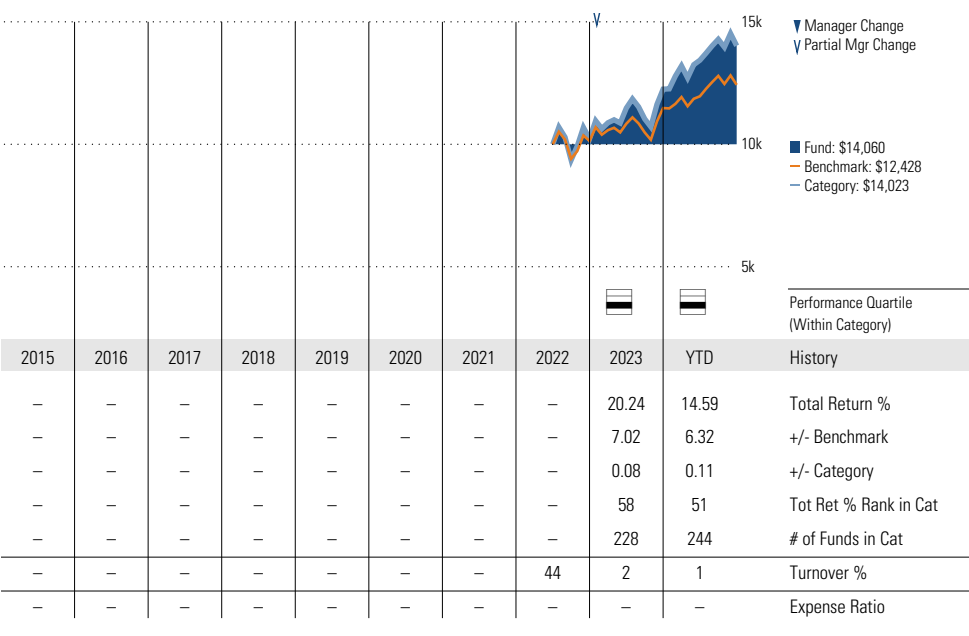 15k
▼ Manager Change
V Partial Mgr Change
10k
Fund: $14,060
Benchmark: $12,428
Category: $14,023
5k
Performance Quartile
(Within Category)
2015 2016 2017 2018 2019 2020 2021 2022 2023 YTD History
– – – – – – – – 20.24 14.59 Total Return %
– – – – – – – – 7.02 6.32 +/- Benchmark
– – – – – – – – 0.08 0.11 +/- Category
– – – – – – – – 58 51 Tot Ret % Rank in Cat
– – – – – – – – 228 244 # of Funds in Cat
– – – – – – – 44 2 1 Turnover %
– – – – – – – – – – Expense Ratio